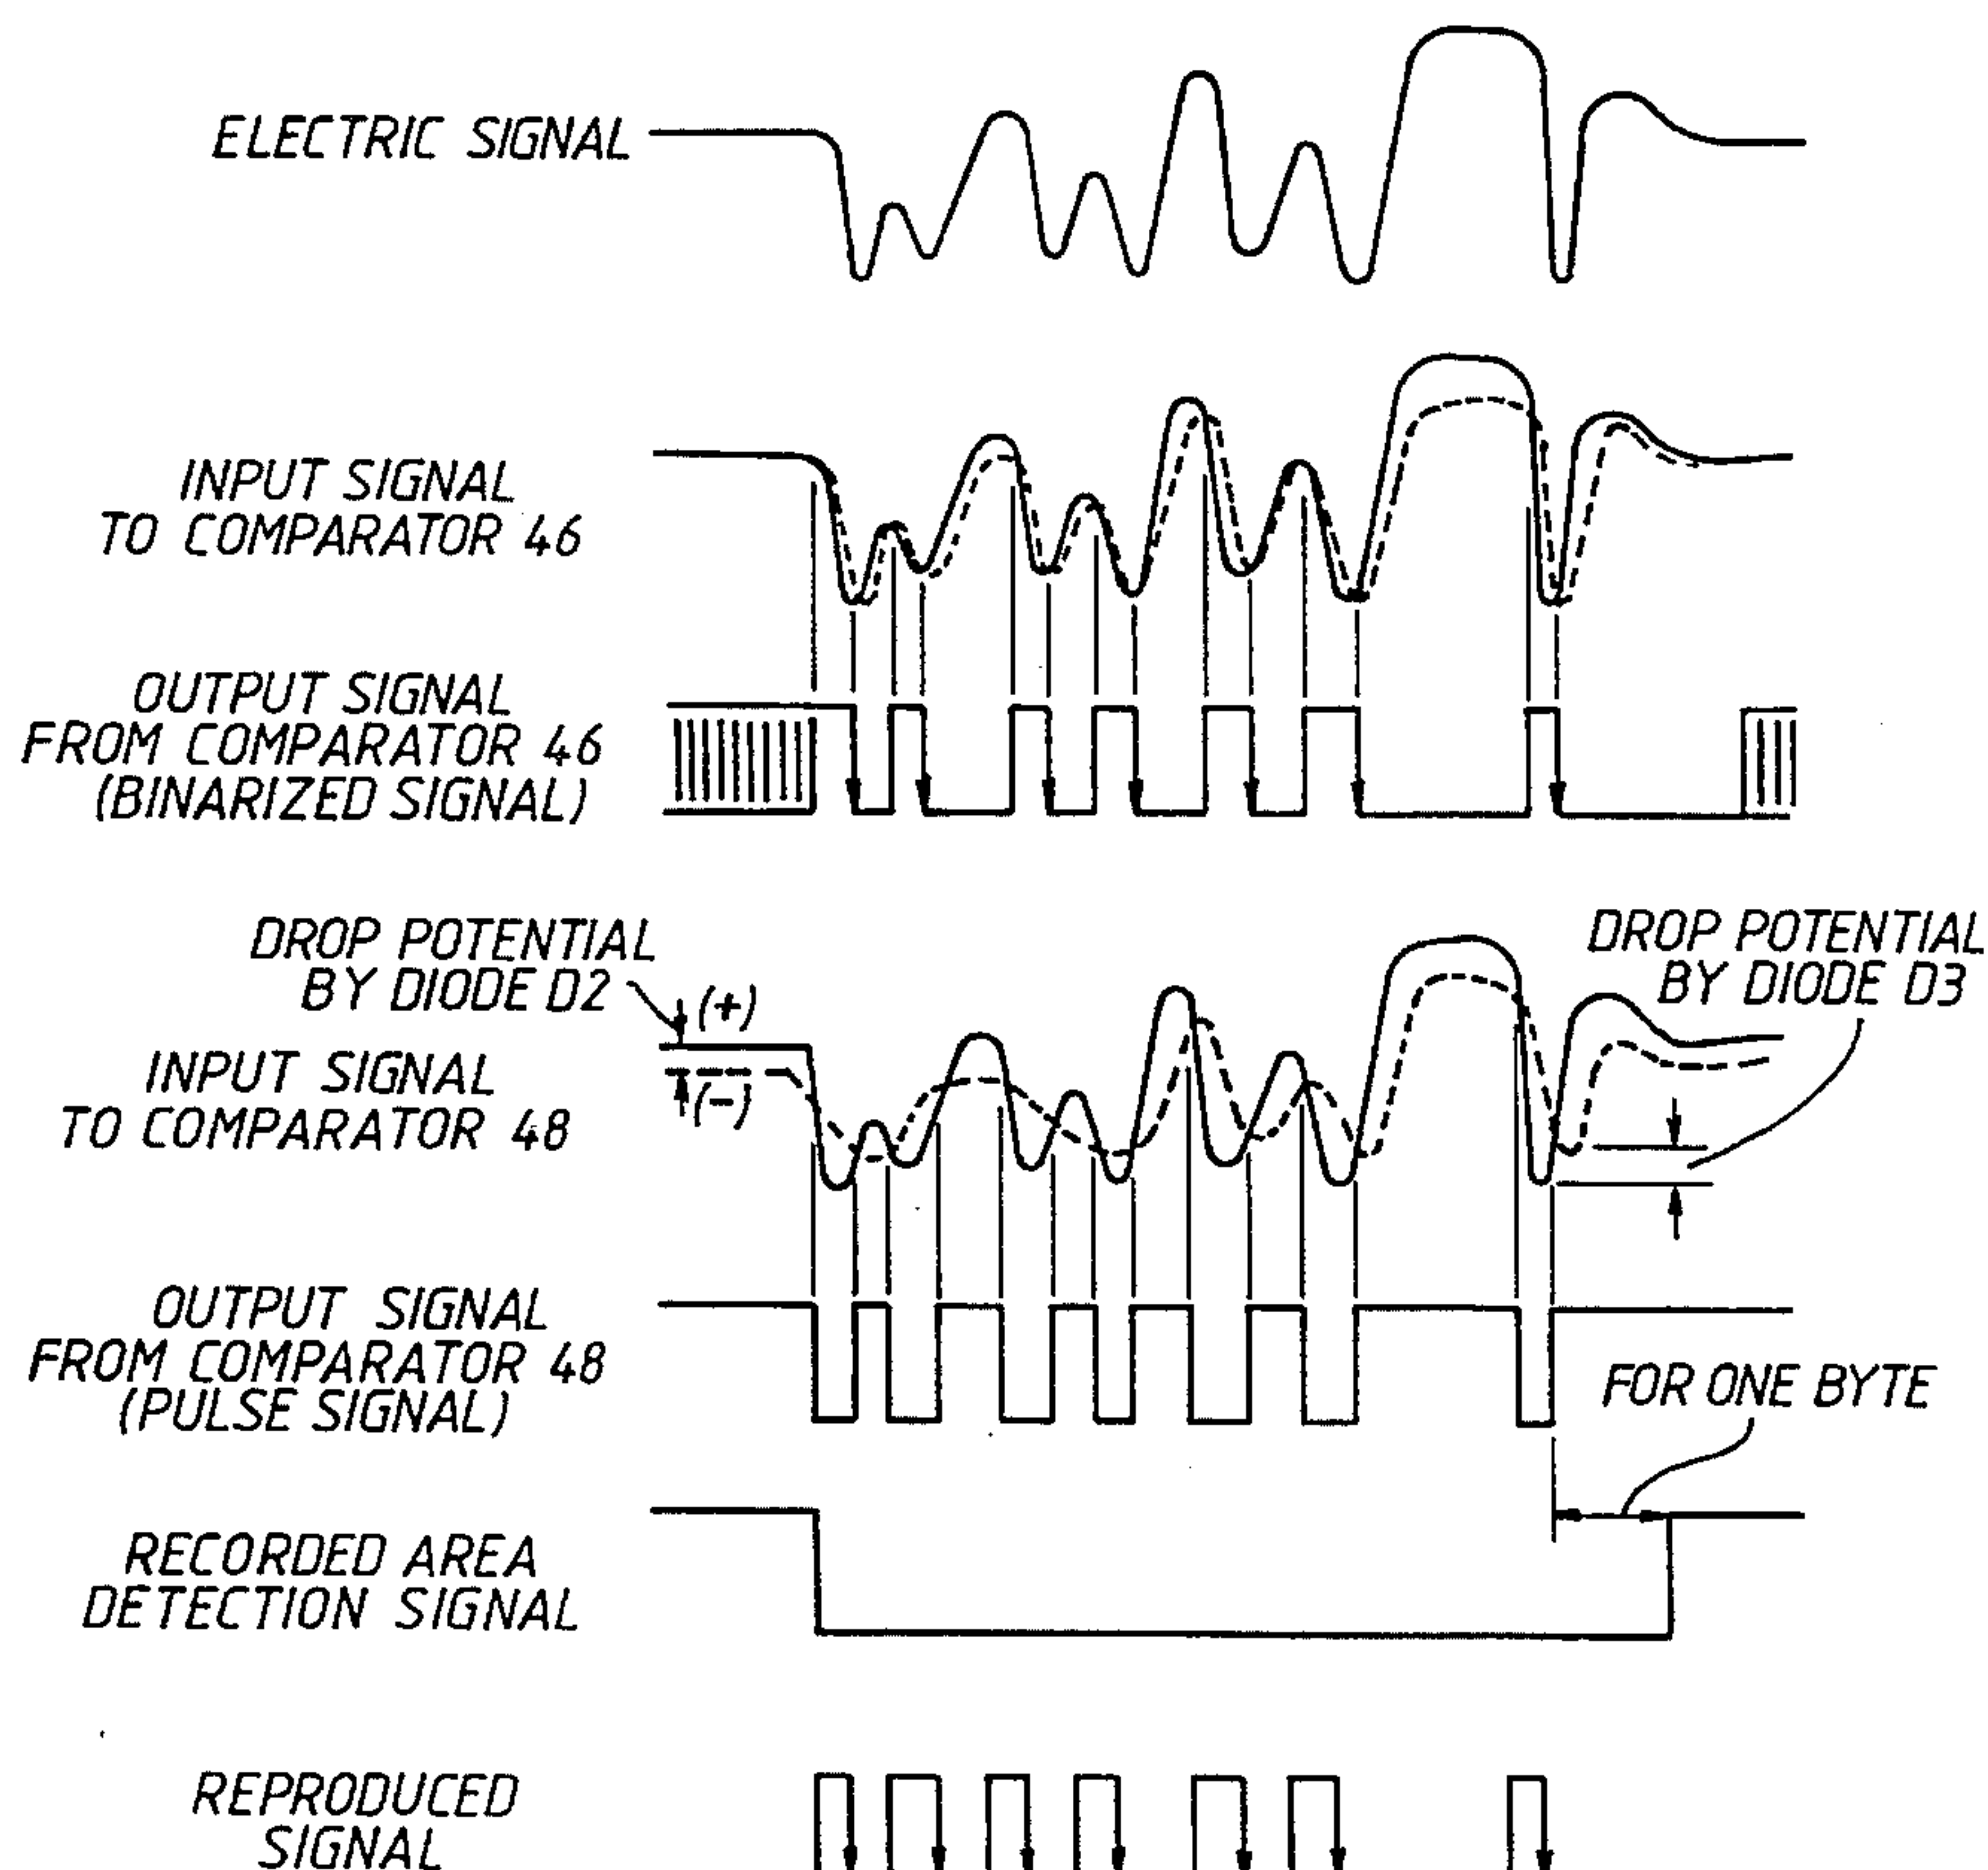 ELECTRIC SIGNAL
INPUT SIGNAL
TO COMPARATOR 46
OUTPUT SIGNAL
FROM COMPARATOR 46
(BINARIZED SIGNAL)
DROP POTENTIAL
BY DIODE D2
(+)
(-)
DROP POTENTIAL
BY DIODE D3
INPUT SIGNAL
TO COMPARATOR 48
OUTPUT SIGNAL
FROM COMPARATOR 48
(PULSE SIGNAL)
FOR ONE BYTE
RECORDED AREA
DETECTION SIGNAL
REPRODUCED
SIGNAL